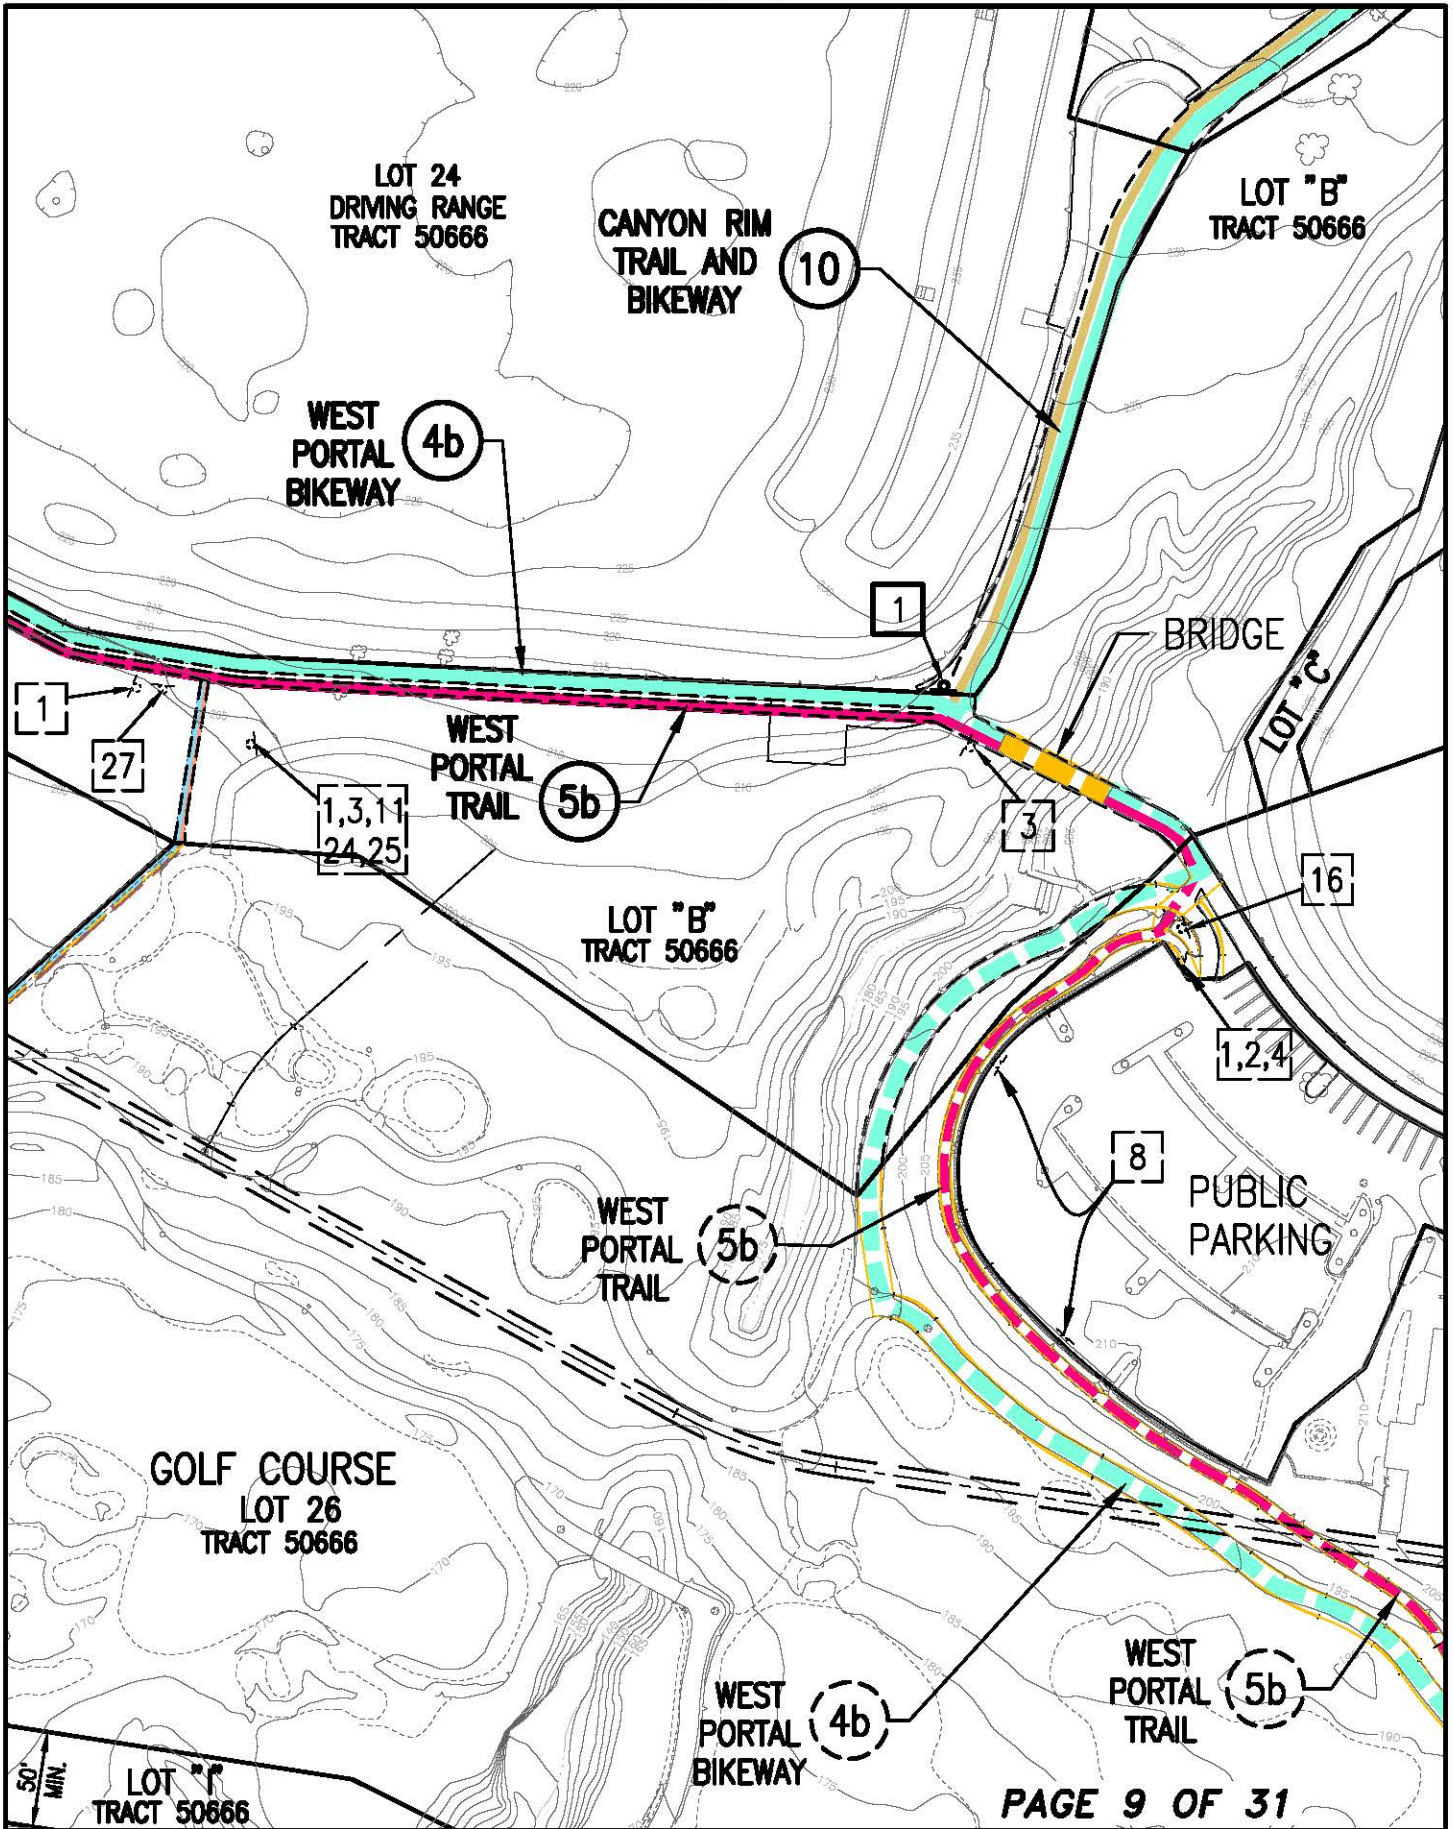 LOT 24
DRIVING RANGE
TRACT 50666
CANYON RIM
TRAIL AND
BIKEWAY
10
LOT "B"
TRACT 50666
WEST
PORTAL
BIKEWAY
4b
1
BRIDGE
LOT "C"
1
27
WEST
PORTAL
TRAIL
5b
1,3,11
24,25
3
16
LOT "B"
TRACT 50666
1,2,4
8
PUBLIC
PARKING
WEST
PORTAL
TRAIL
5b
GOLF COURSE
LOT 26
TRACT 50666
WEST
PORTAL
BIKEWAY
4b
WEST
PORTAL
TRAIL
5b
50'
MIN.
LOT "I"
TRACT 50666
PAGE 9 OF 31